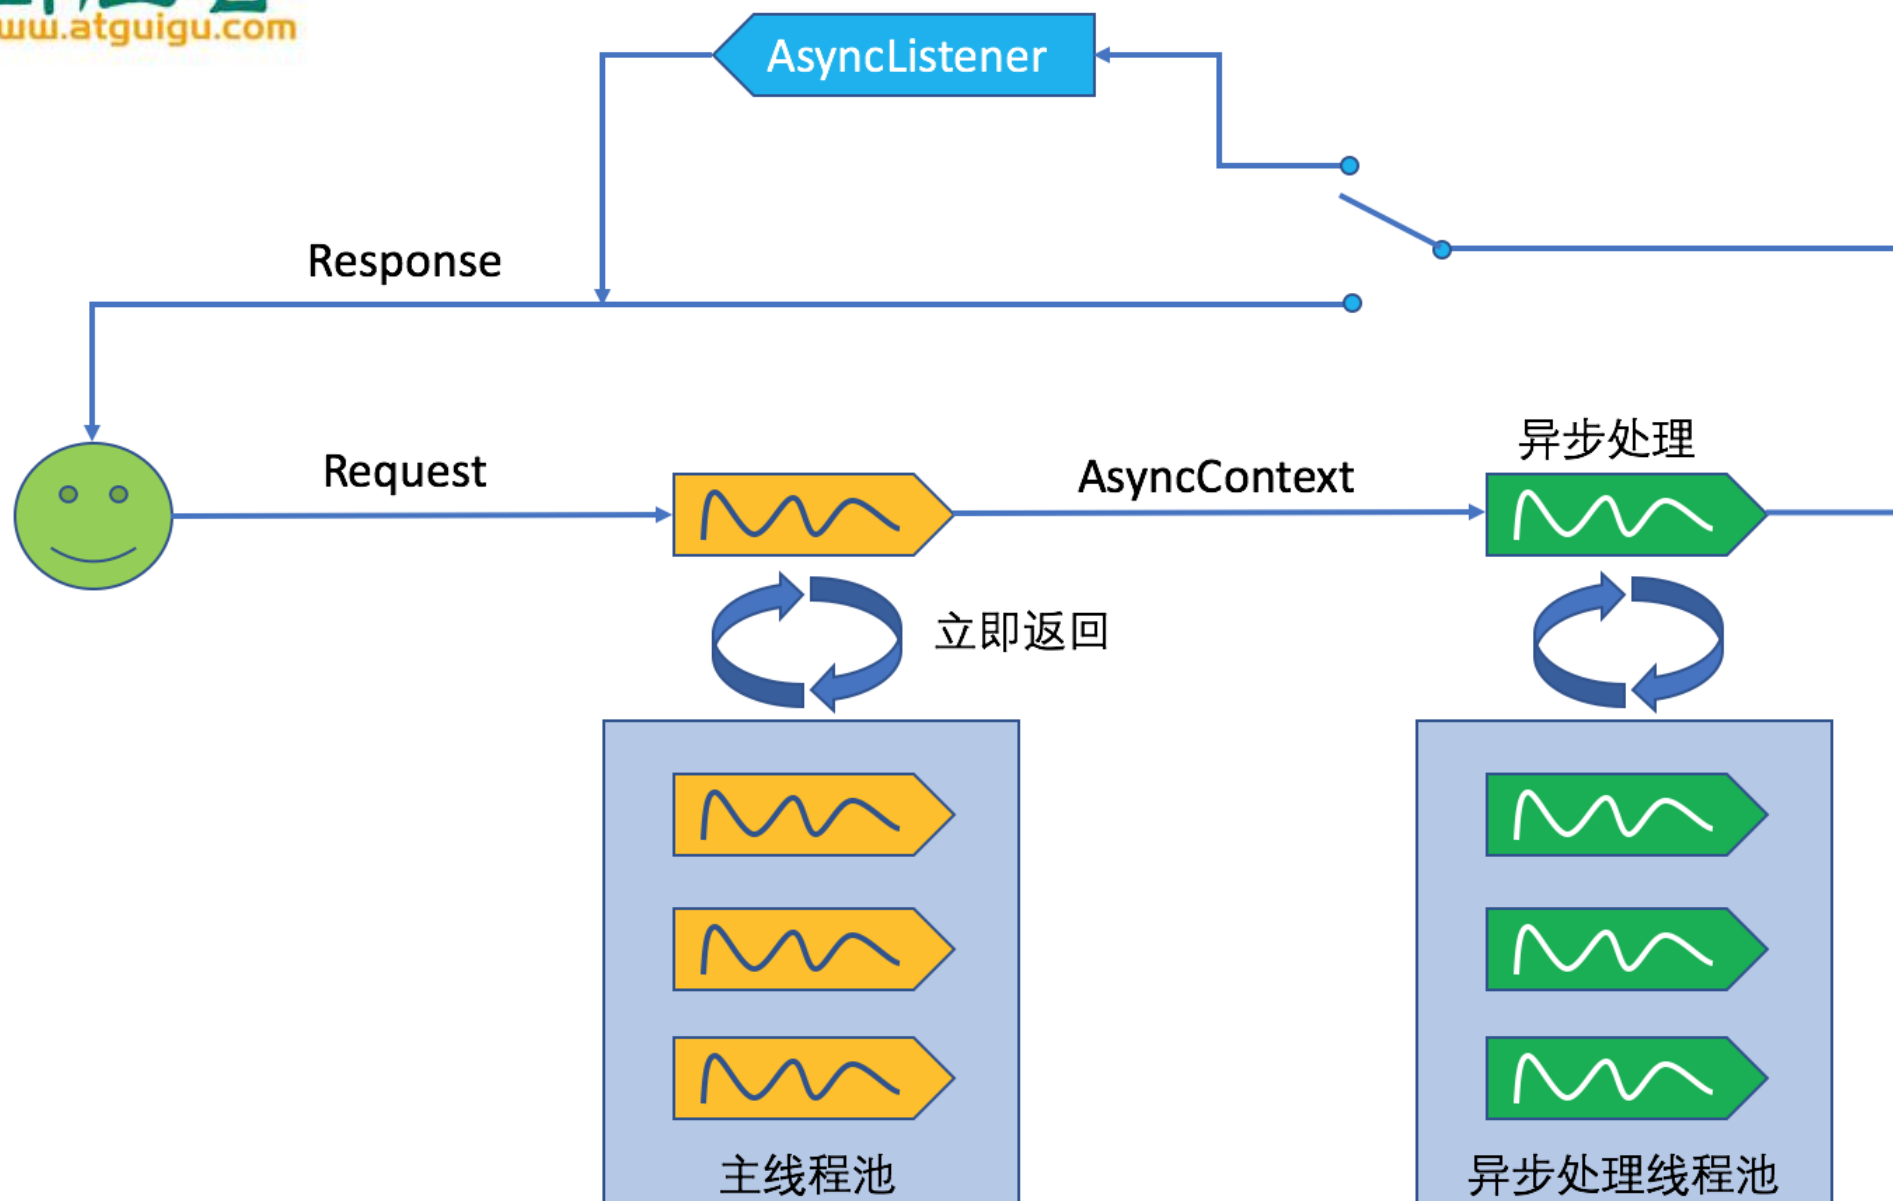 www.atguigu.com
AsyncListener
Response
Request
AsyncContext
异步处理
立即返回
主线程池
异步处理线程池